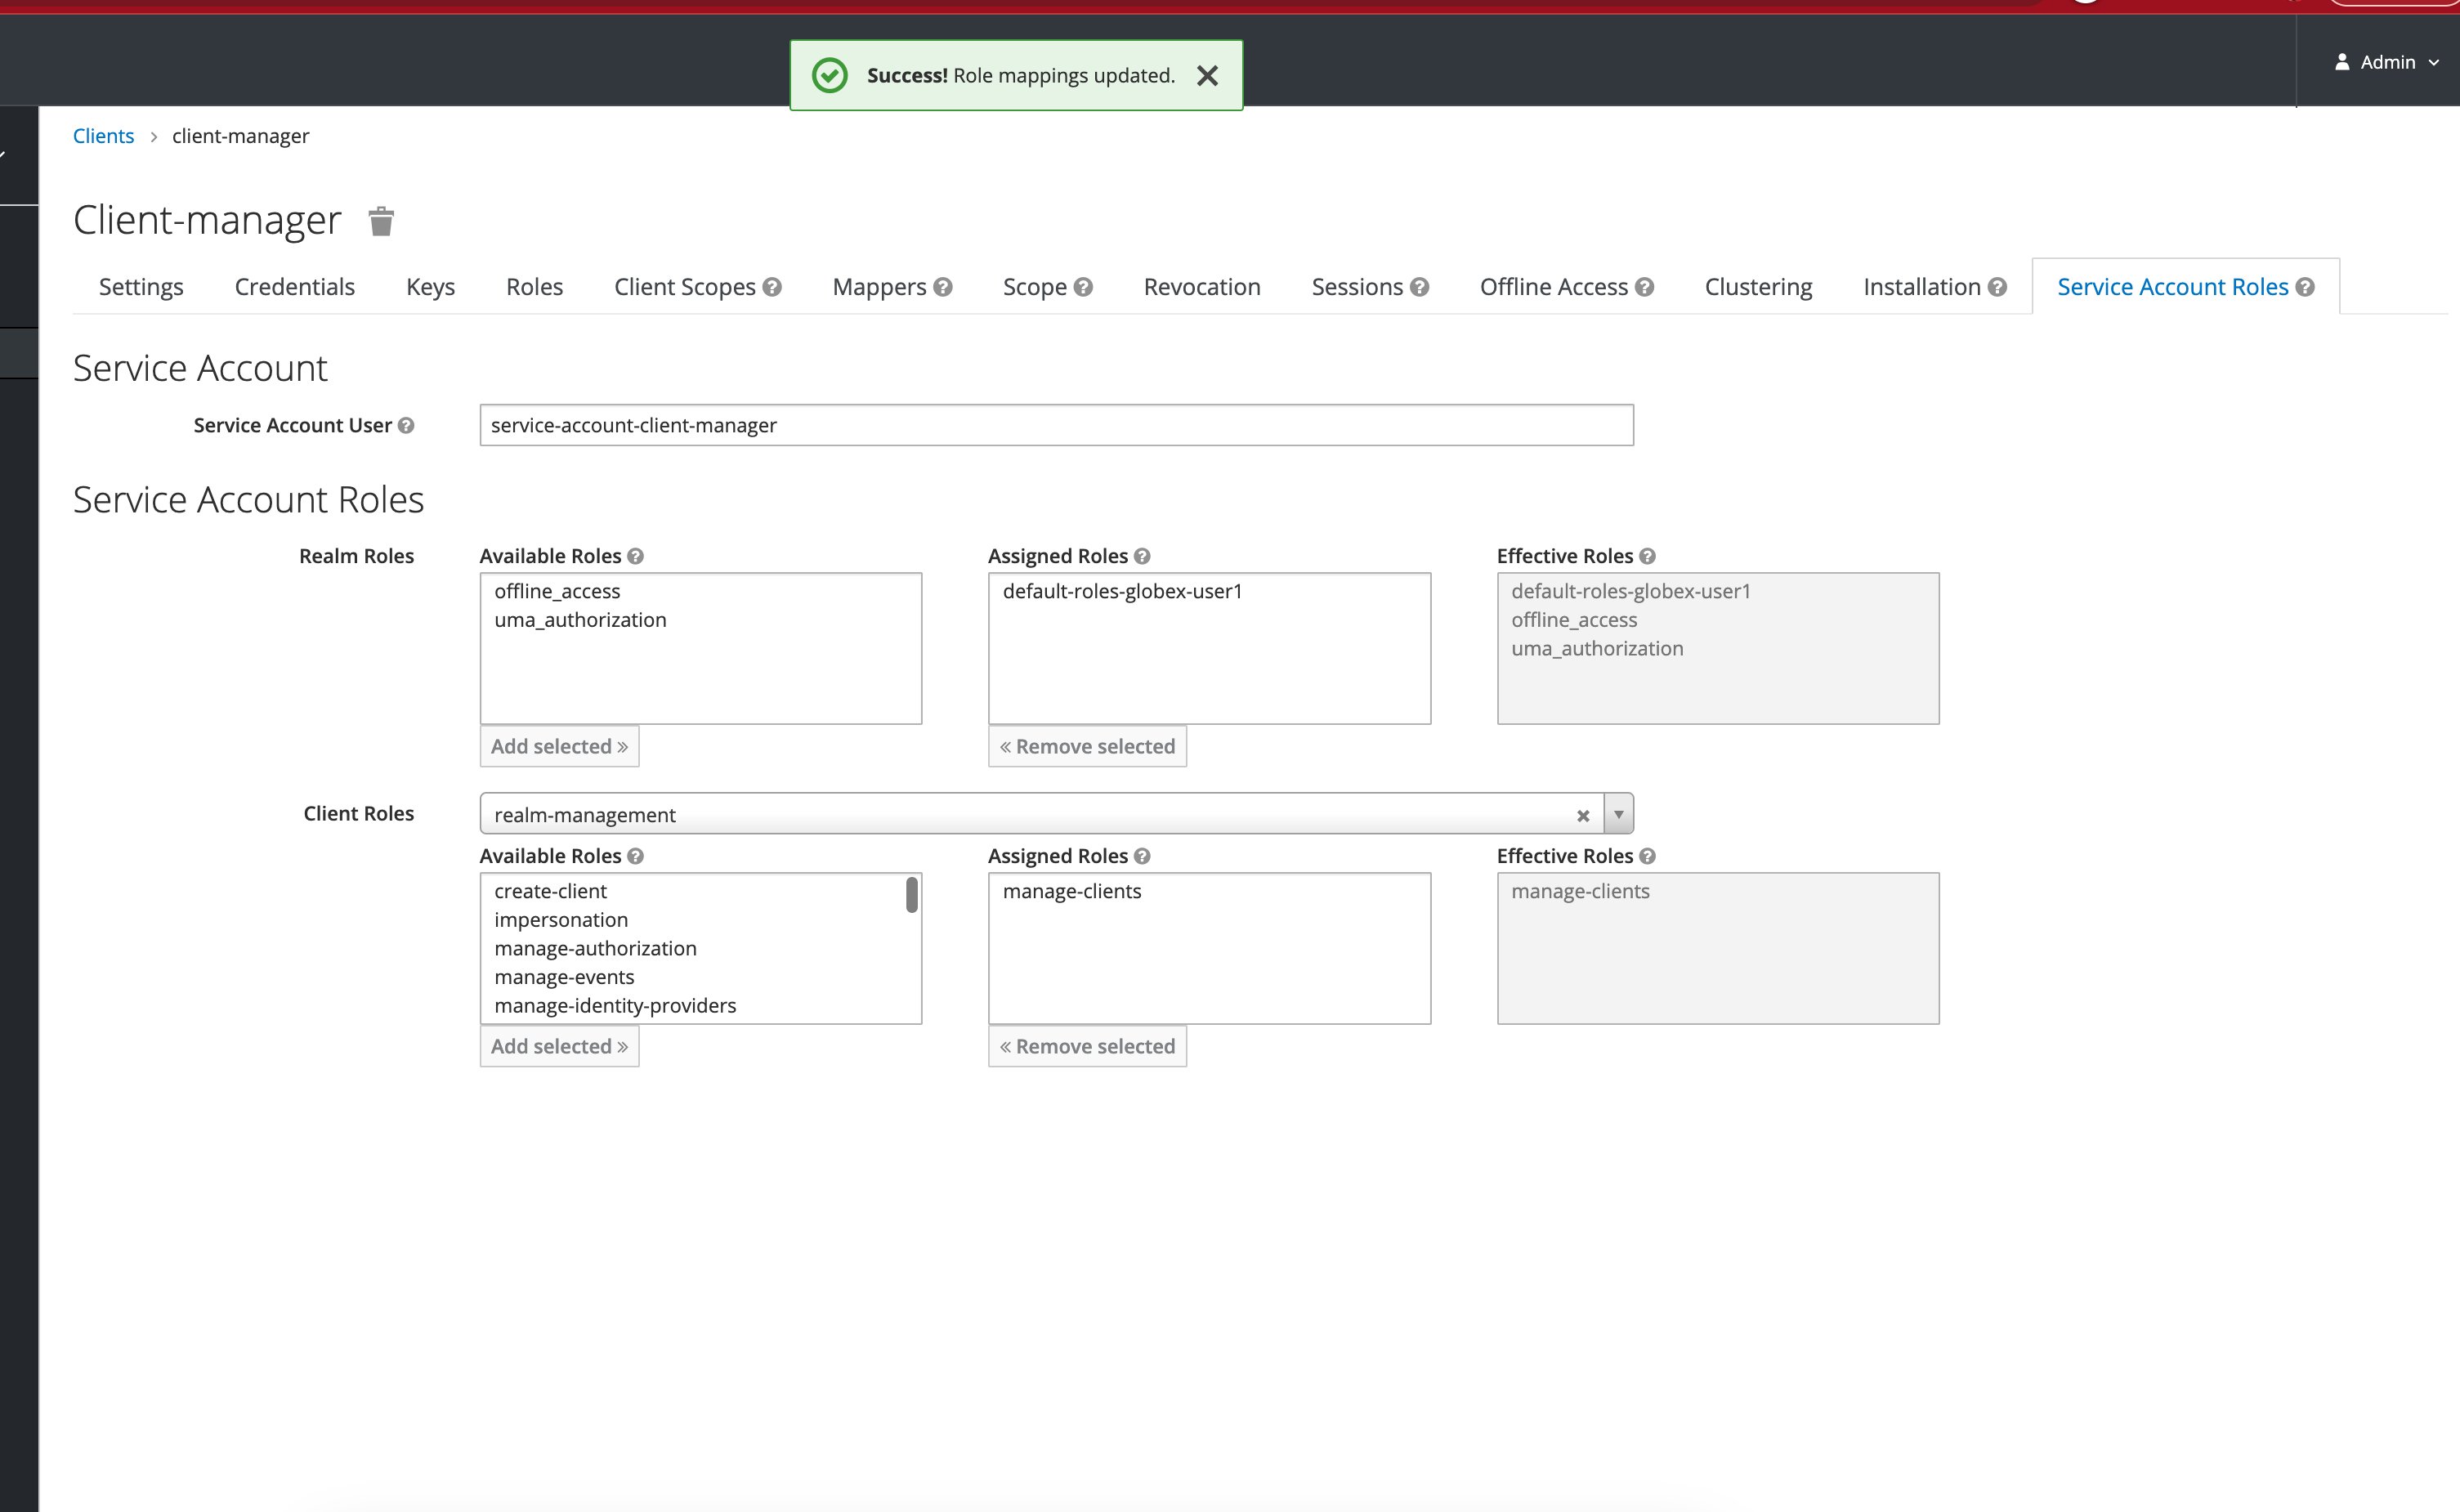 Success! Role mappings updated.
Admin
Clients > client-manager
Client-manager
Settings Credentials Keys Roles Client Scopes Mappers Scope Revocation Sessions Offline Access Clustering Installation Service Account Roles
Service Account
Service Account User service-account-client-manager
Service Account Roles
Realm Roles Available Roles Assigned Roles Effective Roles
offline_access default-roles-globex-user1 default-roles-globex-user1
uma_authorization offline_access
uma_authorization
Add selected » « Remove selected
Client Roles realm-management
Available Roles Assigned Roles Effective Roles
create-client manage-clients manage-clients
impersonation
manage-authorization
manage-events
manage-identity-providers
Add selected » « Remove selected